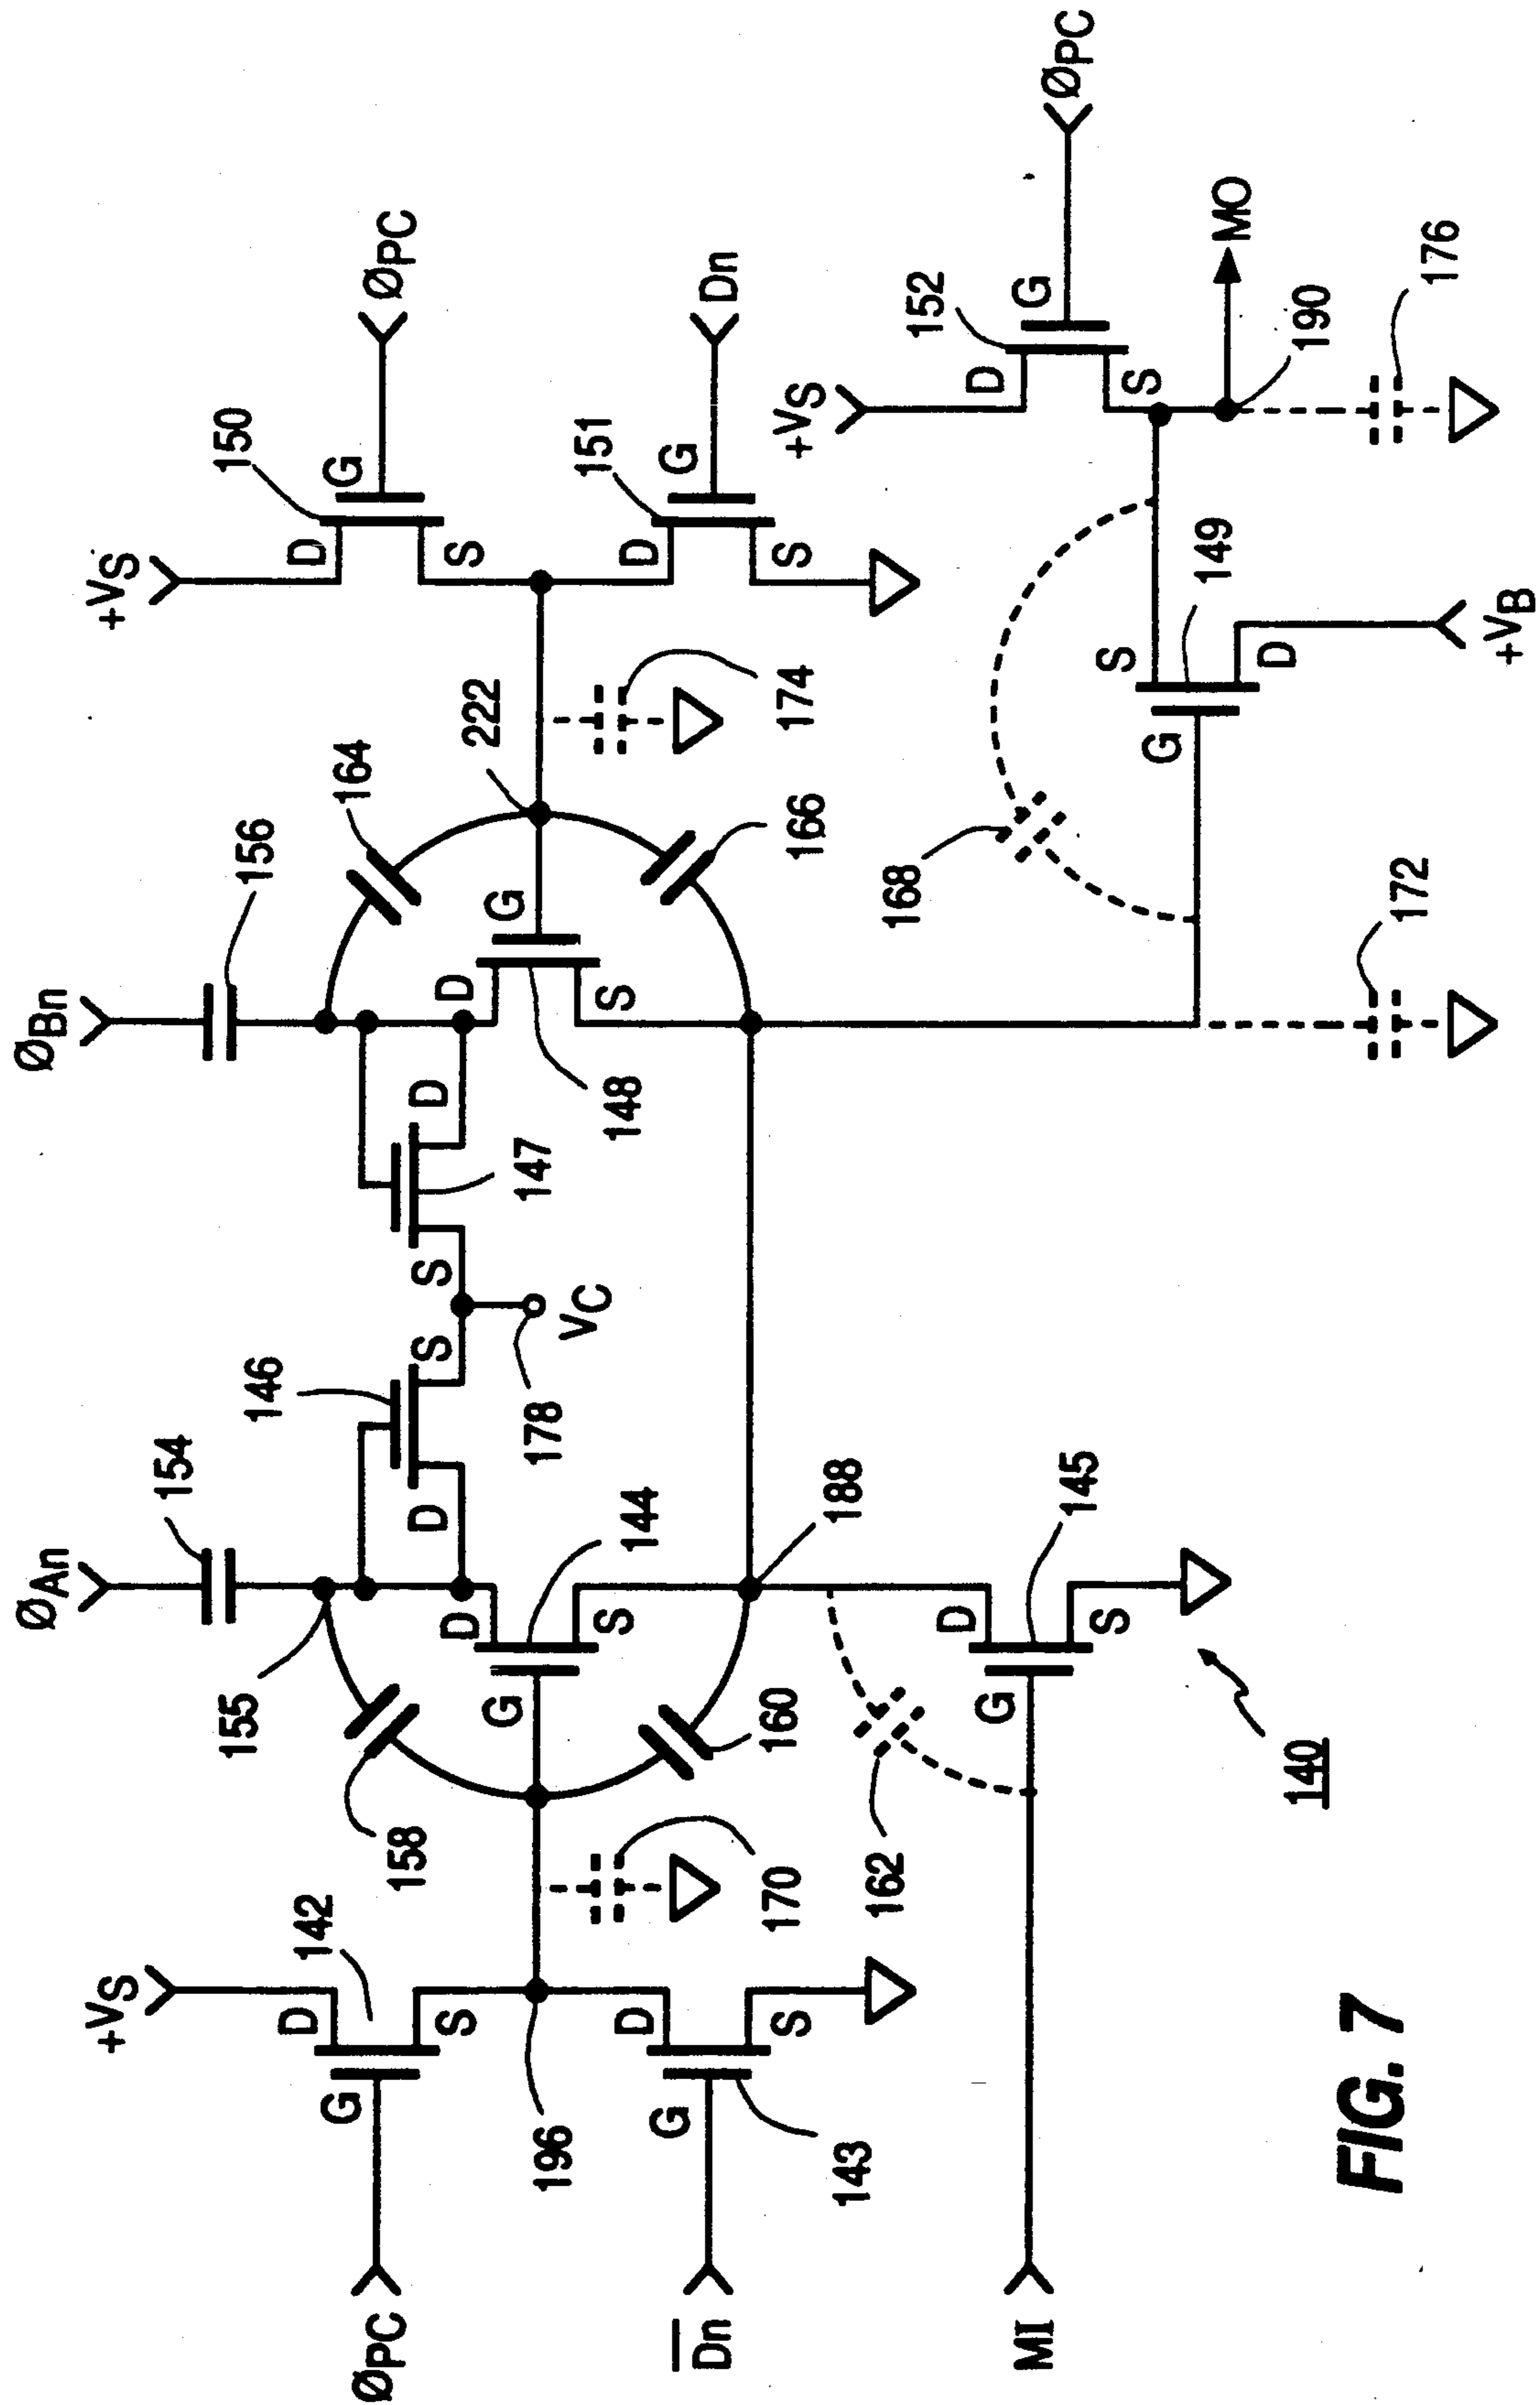 ØAn
ØBn
154
156
155
146
147
164
+VS
+VS
158
D
D
D
D
150
142
D
D
G
G
ØPC
ØPC
S
S
G
G
S
S
S
S
144
148
222
178
VC
196
160
166
170
174
D
D
151
G
G
Dn
Dn
S
S
143
188
162
168
+VS
152
D
G
ØPC
S
D
145
G
S
149
G
S
D
MO
190
MI
140
172
176
+VB
FIG. 7